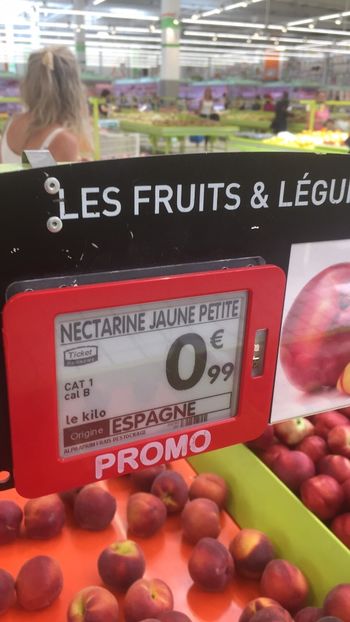 LES FRUITS & LÉGU
NECTARINE JAUNE PETITE
Ticket
0€99
CAT 1
cal B
le kilo
Origine ESPAGNE
PROMO